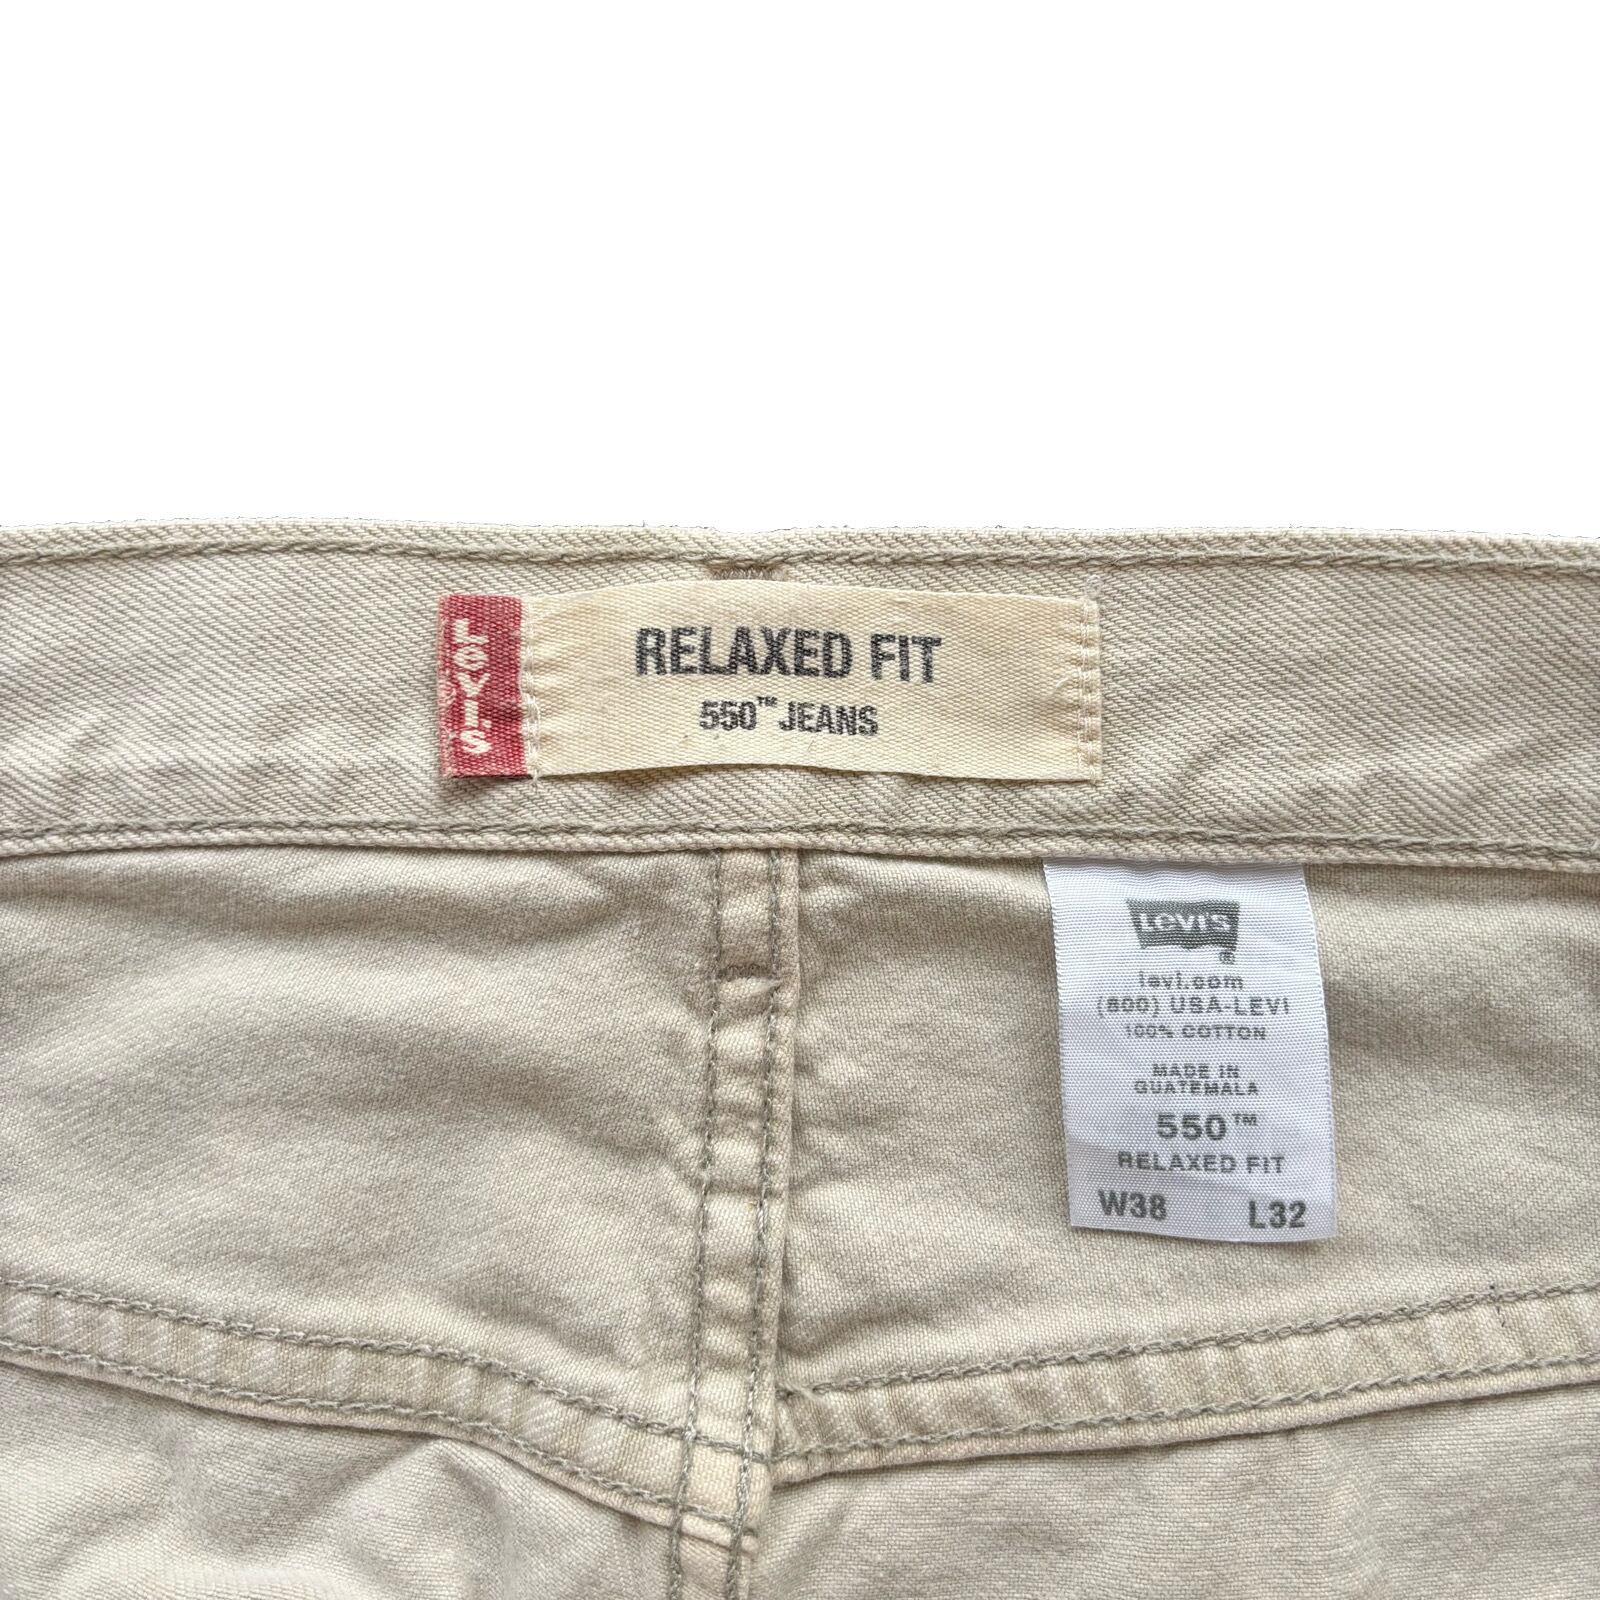 Levi's
RELAXED FIT
550™ JEANS
Levi's
®
levi.com
(800) USA-LEVI
100% COTTON
MADE IN
GUATEMALA
550™
RELAXED FIT
W38 L32